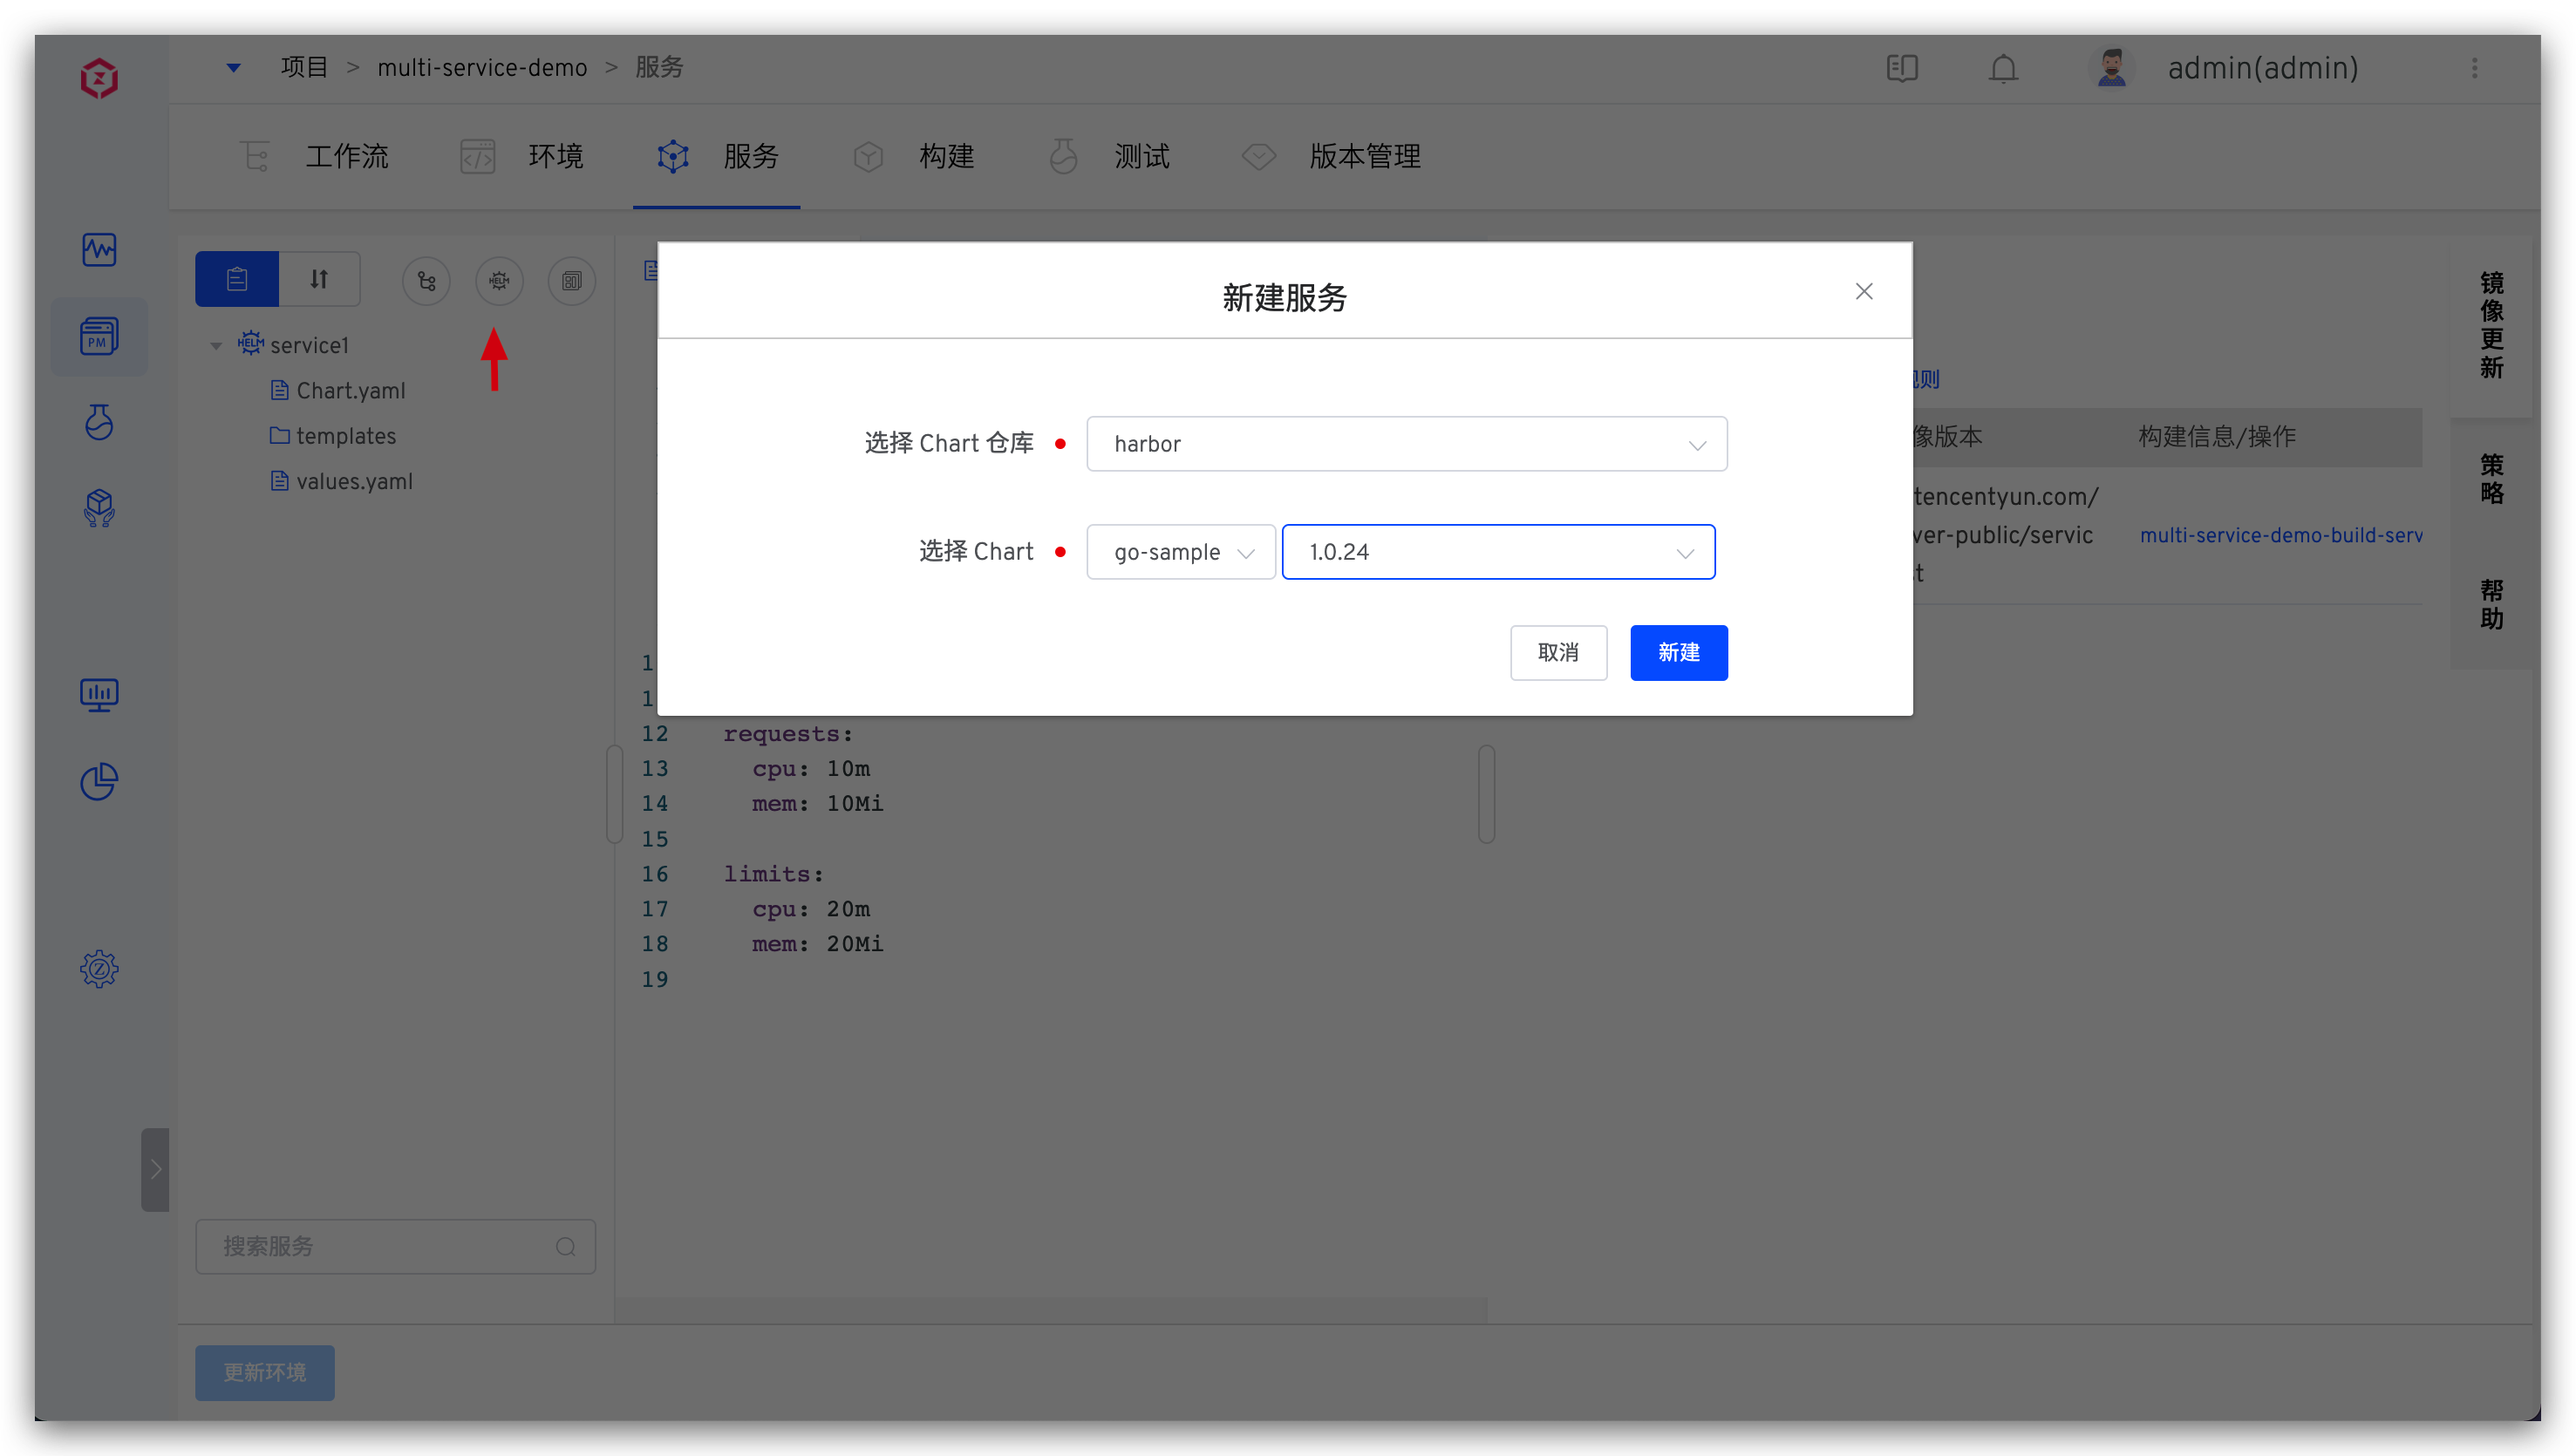 项目 > multi-service-demo > 服务
admin(admin)
工作流
环境
服务
构建
测试
版本管理
HELM
PM
HELM service1
Chart.yaml
templates
values.yaml
搜索服务
更新环境
新建服务
选择 Chart 仓库
harbor
选择 Chart
go-sample
1.0.24
取消
新建
1
1
12 requests:
13 cpu: 10m
14 mem: 10Mi
15
16 limits:
17 cpu: 20m
18 mem: 20Mi
19
规则
像版本
构建信息/操作
tencentyun.com/
ver-public/servic
t
multi-service-demo-build-serv
镜像更新
策略
帮助